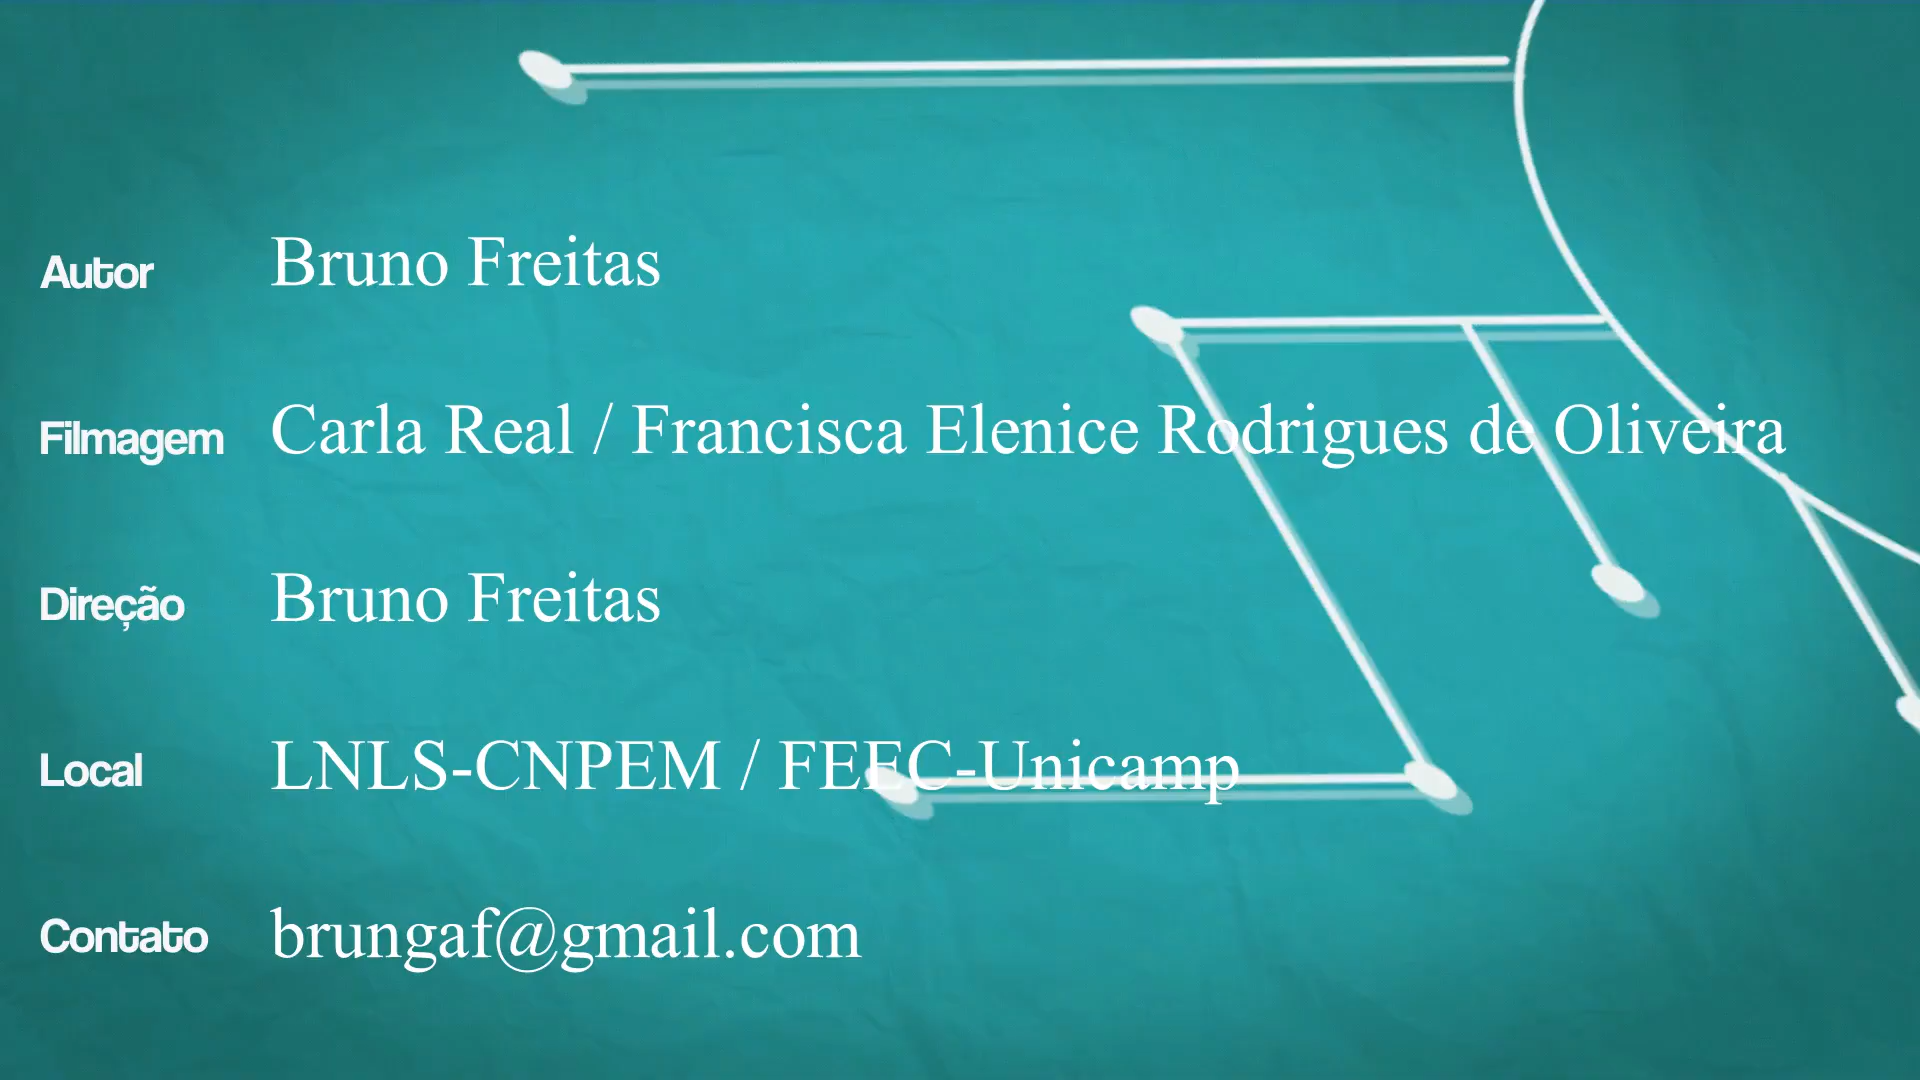 Autor Bruno Freitas
Filmagem Carla Real / Francisca Elenice Rodrigues de Oliveira
Direção Bruno Freitas
Local LNLS-CNPEM / FEEC-Unicamp
Contato brungaf@gmail.com